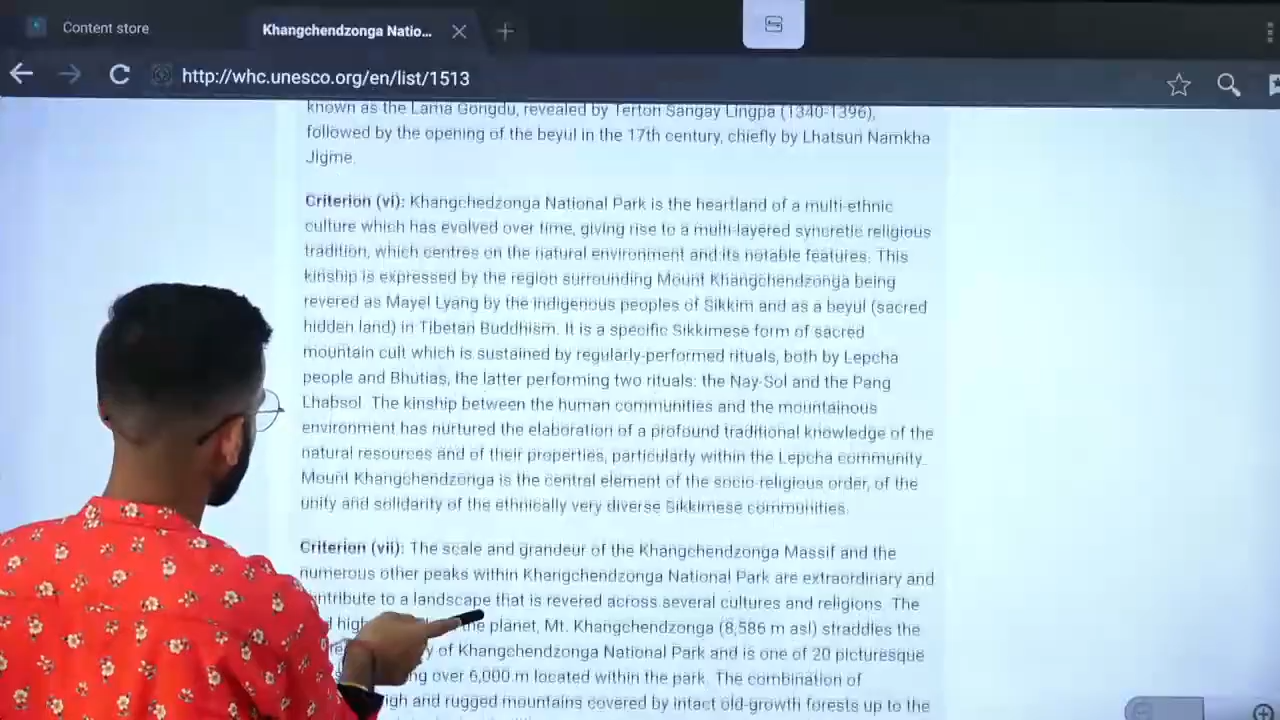 Content store
Khangchendzonga Natio...
http://whc.unesco.org/en/list/1513
known as the Lama Gongdu, revealed by Terton Sangay Lingpa (1340-1396),
followed by the opening of the beyul in the 17th century, chiefly by Lhatsun Namkha
Jigme.
Criterion (vi): Khangchedzonga National Park is the heartland of a multi-ethnic
culture which has evolved over time, giving rise to a multi-layered syncretic religious
tradition, which centres on the natural environment and its notable features. This
kinship is expressed by the region surrounding Mount Khangchendzonga being
revered as Mayel Lyang by the indigenous peoples of Sikkim and as a beyul (sacred
hidden land) in Tibetan Buddhism. It is a specific Sikkimese form of sacred
mountain cult which is sustained by regularly-performed rituals, both by Lepcha
people and Bhutias, the latter performing two rituals: the Nay-Sol and the Pang
Lhabsol. The kinship between the human communities and the mountainous
environment has nurtured the elaboration of a profound traditional knowledge of the
natural resources and of their properties, particularly within the Lepcha community.
Mount Khangchendzonga is the central element of the socio-religious order, of the
unity and solidarity of the ethnically very diverse Sikkimese communities.
Criterion (vii): The scale and grandeur of the Khangchendzonga Massif and the
numerous other peaks within Khangchendzonga National Park are extraordinary and
contribute to a landscape that is revered across several cultures and religions. The
the planet, Mt. Khangchendzonga (8,586 m asl) straddles the
of Khangchendzonga National Park and is one of 20 picturesque
over 6,000 m located within the park. The combination of
and rugged mountains covered by intact old-growth forests up to the